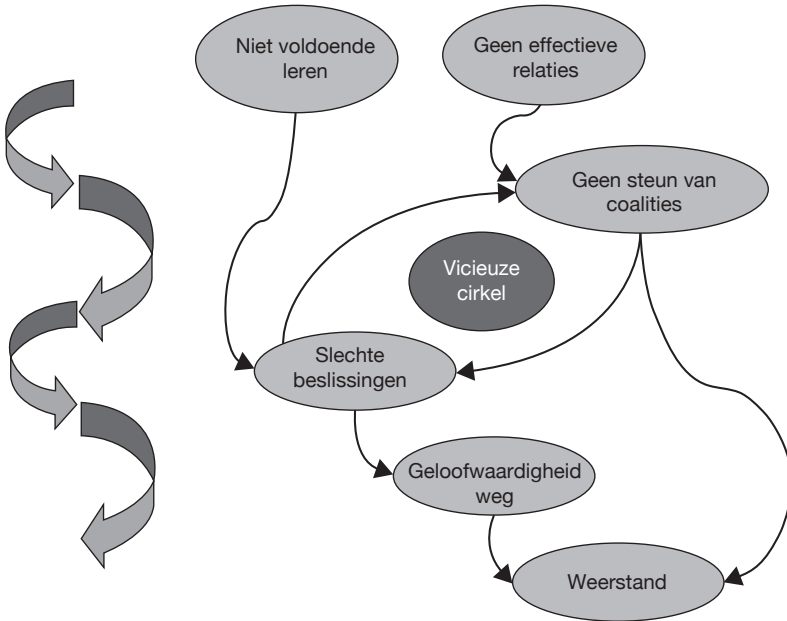 Niet voldoende
leren
Geen effectieve
relaties
Geen steun van
coalities
Vicieuze
cirkel
Slechte
beslissingen
Geloofwaardigheid
weg
Weerstand